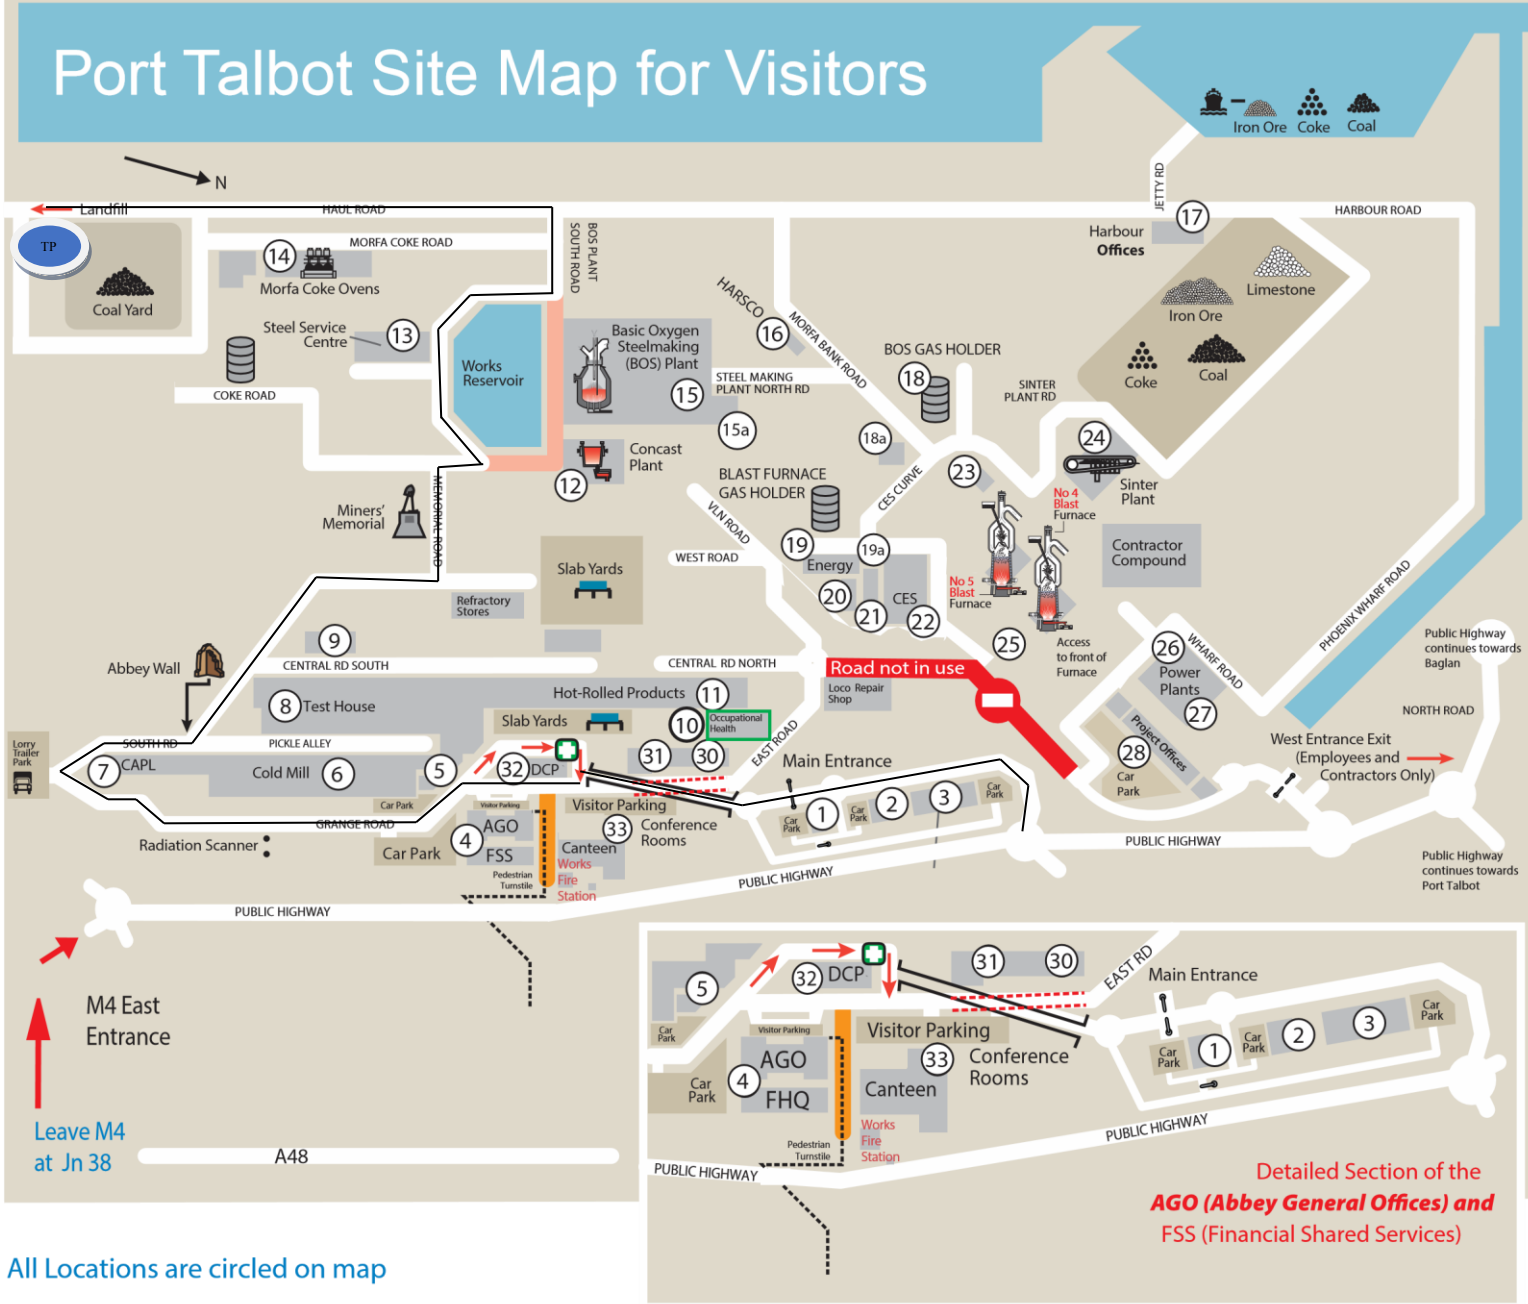 Port Talbot Site Map for Visitors
Iron Ore
Coke
Coal
N
Landfill
HAUL ROAD
JETTY RD
17
HARBOUR ROAD
Harbour
Offices
TP
MORFA COKE ROAD
14
Morfa Coke Ovens
BOS PLANT
SOUTH ROAD
Coal Yard
Limestone
Iron Ore
Coke
Coal
Steel Service
Centre
13
Works
Reservoir
Basic Oxygen
Steelmaking
(BOS) Plant
15
15a
HARSCO
16
MORFA BANK ROAD
STEEL MAKING
PLANT NORTH RD
BOS GAS HOLDER
18
18a
SINTER
PLANT RD
COKE ROAD
24
Sinter
Plant
Concast
Plant
12
BLAST FURNACE
GAS HOLDER
CES CURVE
23
No 4
Blast
Furnace
Miners'
Memorial
MEMORIAL ROAD
VLN ROAD
WEST ROAD
19
19a
Energy
20
21
CES
22
No 5
Blast
Furnace
Contractor
Compound
Slab Yards
Refractory
Stores
25
Access
to front of
Furnace
26
Power
Plants
27
WHARF ROAD
PHOENIX WHARF ROAD
Public Highway
continues towards
Baglan
9
Abbey Wall
CENTRAL RD SOUTH
CENTRAL RD NORTH
Road not in use
Loco Repair
Shop
Hot-Rolled Products
11
8
Test House
Slab Yards
10
Occupational
Health
EAST ROAD
Project Offices
28
Car
Park
NORTH ROAD
West Entrance Exit
(Employees and
Contractors Only)
Lorry
Trailer
Park
SOUTH RD
PICKLE ALLEY
7
CAPL
Cold Mill
6
5
32
DCP
31
30
Main Entrance
Car Park
Visitor Parking
Visitor Parking
GRANGE ROAD
Radiation Scanner
Car Park
4
AGO
FSS
33
Conference
Rooms
Canteen
Works
Fire
Station
Pedestrian
Turnstile
Car
Park
1
Car
Park
2
3
Car
Park
PUBLIC HIGHWAY
PUBLIC HIGHWAY
PUBLIC HIGHWAY
Public Highway
continues towards
Port Talbot
M4 East
Entrance
Leave M4
at Jn 38
A48
5
32
DCP
31
30
EAST RD
Main Entrance
Car
Park
Visitor Parking
Visitor Parking
AGO
4
FHQ
Car
Park
33
Conference
Rooms
Canteen
Works
Fire
Station
Pedestrian
Turnstile
Car
Park
1
Car
Park
2
3
Car
Park
PUBLIC HIGHWAY
PUBLIC HIGHWAY
Detailed Section of the
AGO (Abbey General Offices) and
FSS (Financial Shared Services)
All Locations are circled on map